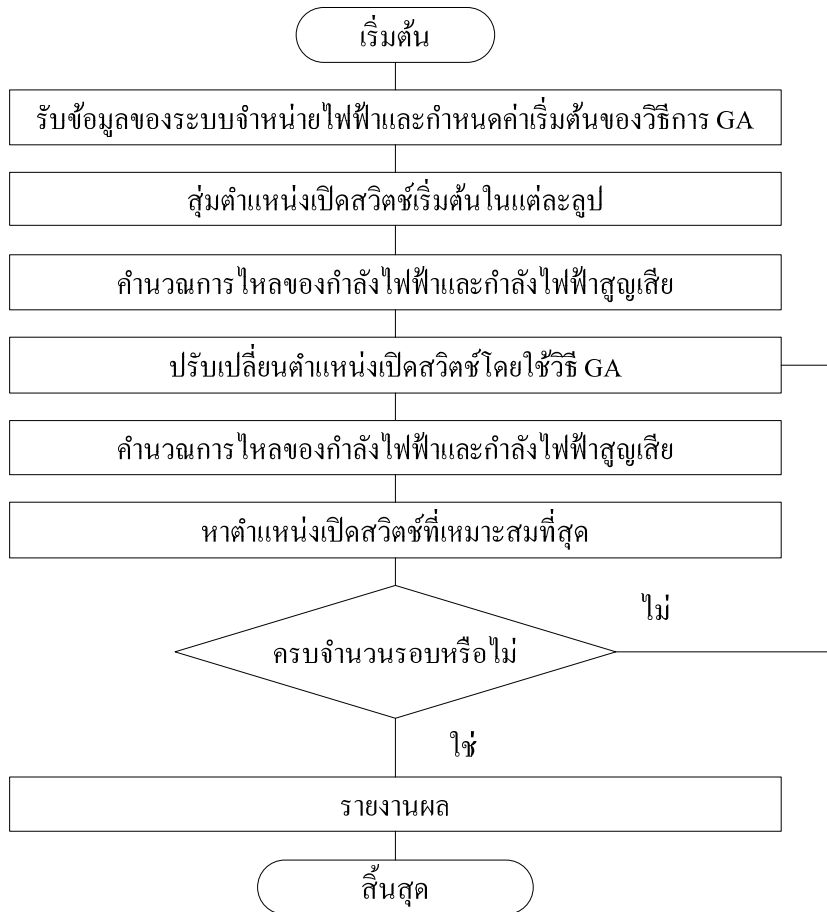 เริ่มต้น
รับข้อมูลของระบบจำหน่ายไฟฟ้าและกำหนดค่าเริ่มต้นของวิธีการ GA
สุ่มตำแหน่งเปิดสวิตช์เริ่มต้นในแต่ละลูป
คำนวณการไหลของกำลังไฟฟ้าและกำลังไฟฟ้าสูญเสีย
ปรับเปลี่ยนตำแหน่งเปิดสวิตช์โดยใช้วิธี GA
คำนวณการไหลของกำลังไฟฟ้าและกำลังไฟฟ้าสูญเสีย
หาตำแหน่งเปิดสวิตช์ที่เหมาะสมที่สุด
ไม่
ครบจำนวนรอบหรือไม่
ใช่
รายงานผล
สิ้นสุด